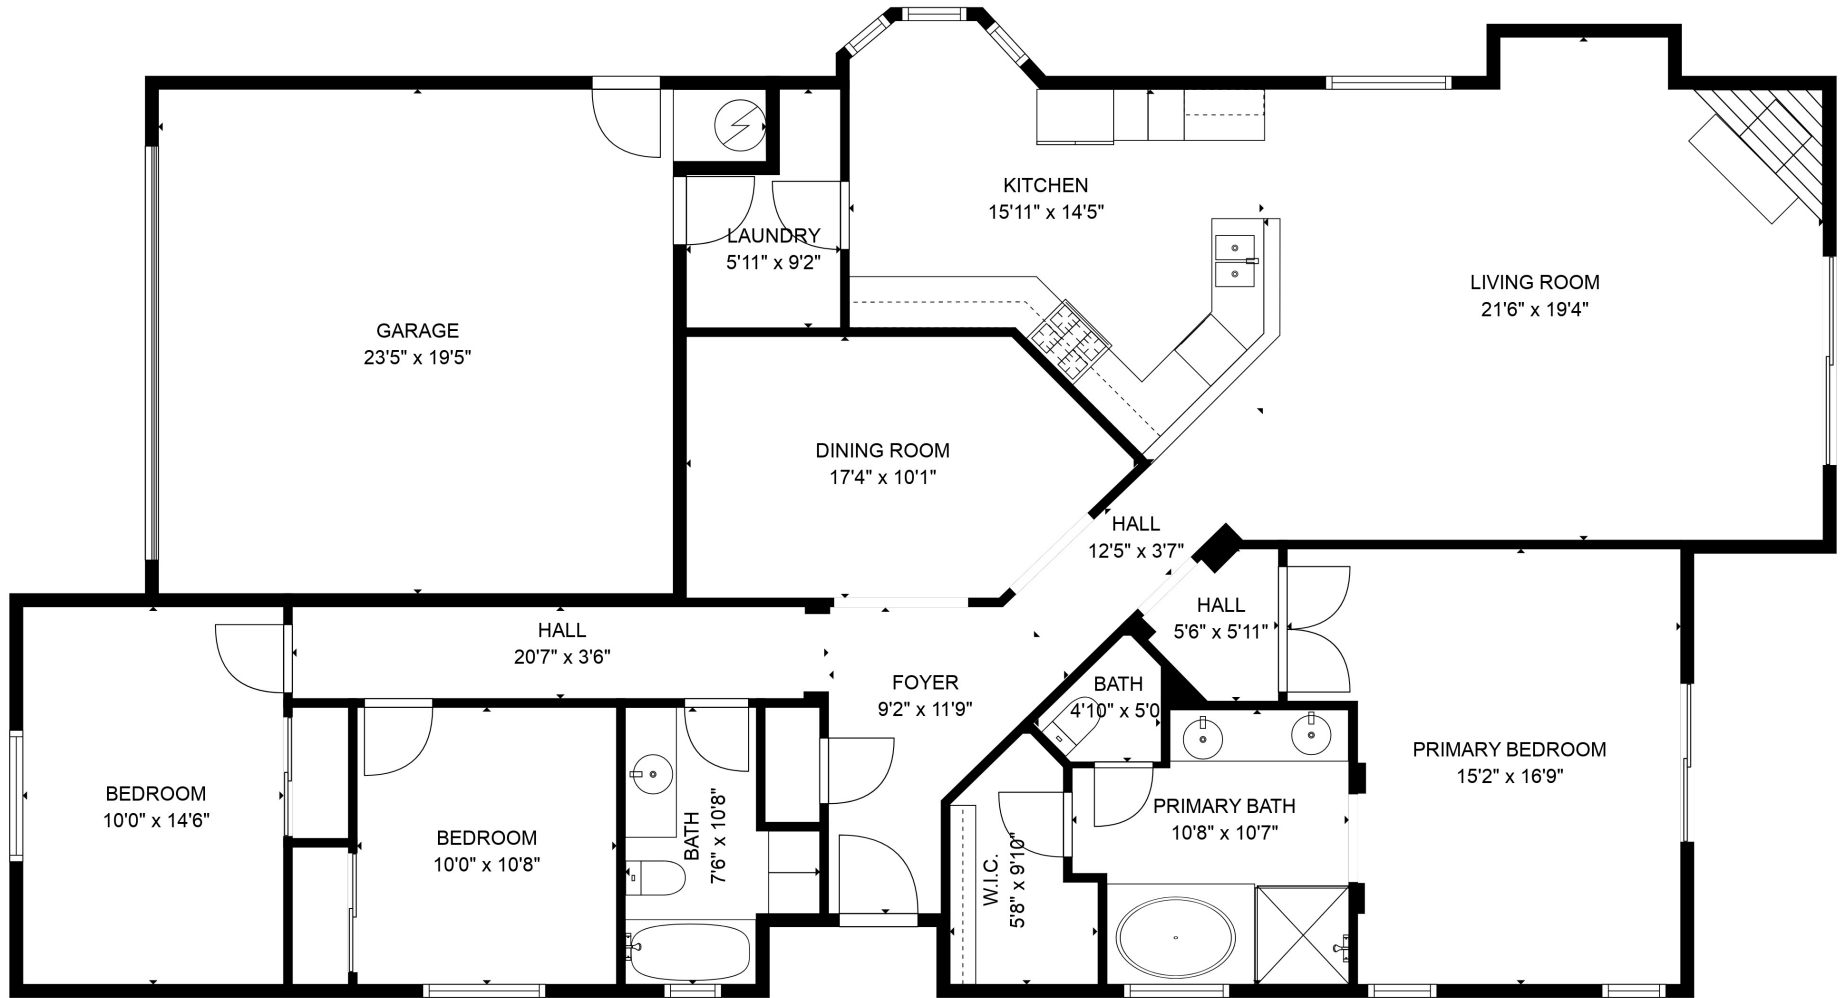 KITCHEN
15'11" x 14'5"
LAUNDRY
5'11" x 9'2"
LIVING ROOM
21'6" x 19'4"
GARAGE
23'5" x 19'5"
DINING ROOM
17'4" x 10'1"
HALL
12'5" x 3'7"
HALL
5'6" x 5'11"
HALL
20'7" x 3'6"
FOYER
9'2" x 11'9"
BATH
4'10" x 5'0
PRIMARY BEDROOM
15'2" x 16'9"
BEDROOM
10'0" x 14'6"
BEDROOM
10'0" x 10'8"
BATH
7'6" x 10'8"
W.I.C.
5'8" x 9'10"
PRIMARY BATH
10'8" x 10'7"